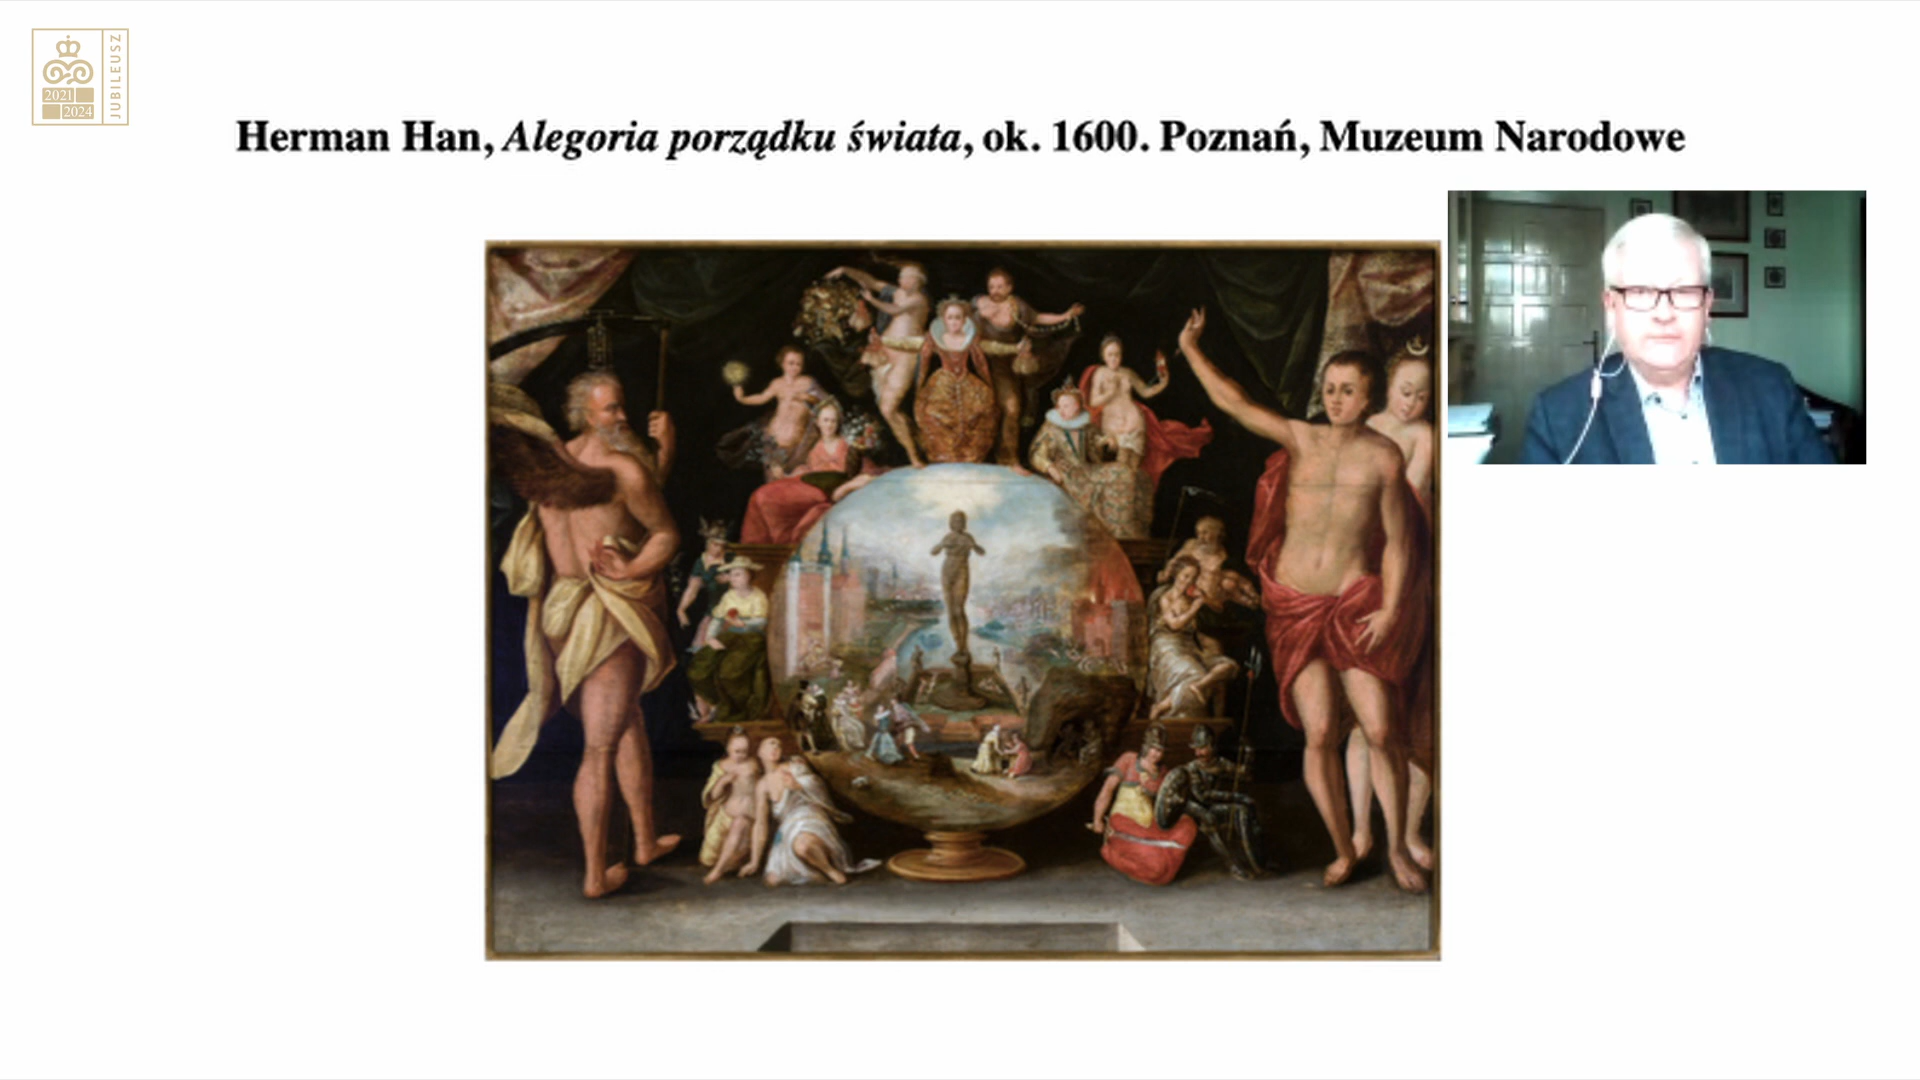 2021
2024
JUBILEUSZ
Herman Han, Alegoria porządku świata, ok. 1600. Poznań, Muzeum Narodowe